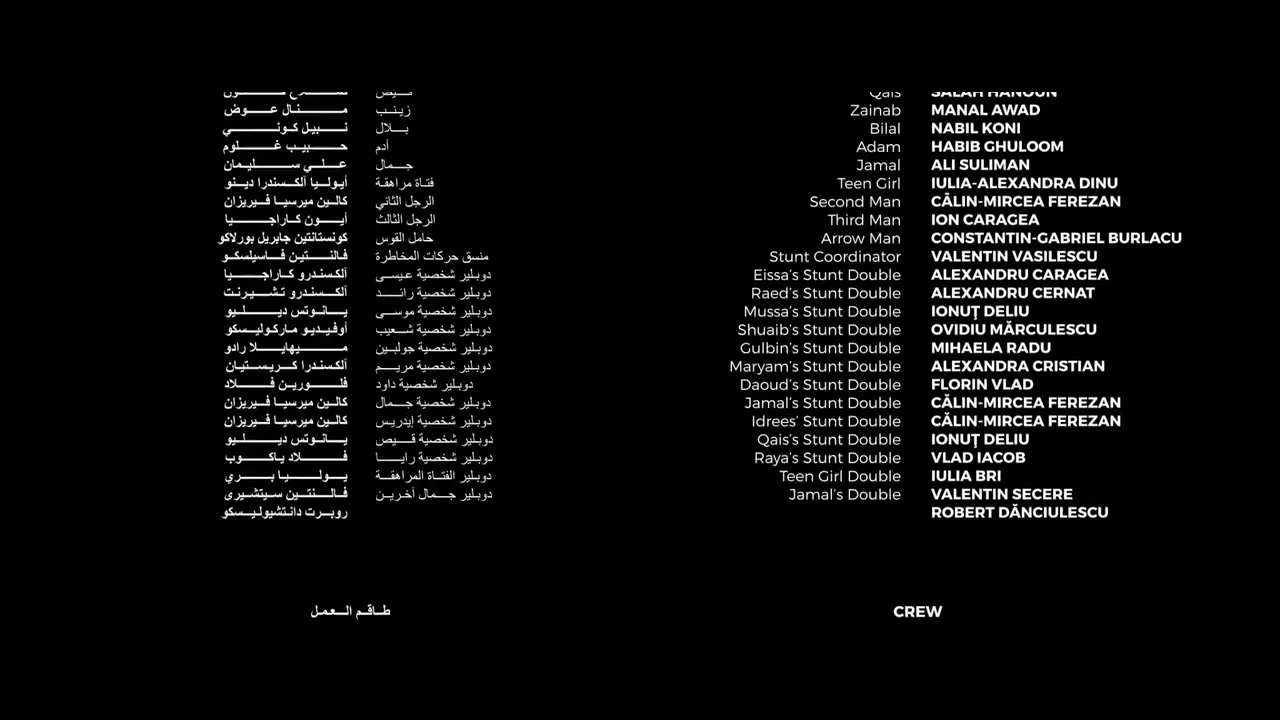 Qais SALAH HANOUN
زينب منال عوض
Zainab MANAL AWAD
بلال نبيل كوني
Bilal NABIL KONI
آدم حبيب غلوم
Adam HABIB GHULOOM
جمال علي سليمان
Jamal ALI SULIMAN
فتاة مراهقة أيوليا ألكسندرا دينو
Teen Girl IULIA-ALEXANDRA DINU
الرجل الثاني كالين ميرسيا فيريزان
Second Man CĂLIN-MIRCEA FEREZAN
الرجل الثالث أيون كاراجيا
Third Man ION CARAGEA
حامل القوس كونستانتين جابريل بورلاكو
Arrow Man CONSTANTIN-GABRIEL BURLACU
منسق حركات المخاطرة فالنتين فاسيلسكو
Stunt Coordinator VALENTIN VASILESCU
دوبلير شخصية عيسى ألكسندرو كاراجيا
Eissa's Stunt Double ALEXANDRU CARAGEA
دوبلير شخصية رائد ألكسندرو تشيرنت
Raed's Stunt Double ALEXANDRU CERNAT
دوبلير شخصية موسى يانوتس ديليو
Mussa's Stunt Double IONUŢ DELIU
دوبلير شخصية شعيب أوفيديو ماركوليسكو
Shuaib's Stunt Double OVIDIU MĂRCULESCU
دوبلير شخصية جولبين ميهايلا رادو
Gulbin's Stunt Double MIHAELA RADU
دوبلير شخصية مريم ألكسندرا كريستيان
Maryam's Stunt Double ALEXANDRA CRISTIAN
دوبلير شخصية داود فلورين فلاد
Daoud's Stunt Double FLORIN VLAD
دوبلير شخصية جمال كالين ميرسيا فيريزان
Jamal's Stunt Double CĂLIN-MIRCEA FEREZAN
دوبلير شخصية إيدريس كالين ميرسيا فيريزان
Idrees' Stunt Double CĂLIN-MIRCEA FEREZAN
دوبلير شخصية قيص يانوتس ديليو
Qais's Stunt Double IONUŢ DELIU
دوبلير شخصية رايا فلاد ياكوب
Raya's Stunt Double VLAD IACOB
دوبلير الفتاة المراهقة يوليا بري
Teen Girl Double IULIA BRI
دوبلير جمال آخرين فالنتين سيتشيرى
Jamal's Double VALENTIN SECERE
روبرت دانتشيوليسكو
ROBERT DĂNCIULESCU
طاقم العمل
CREW